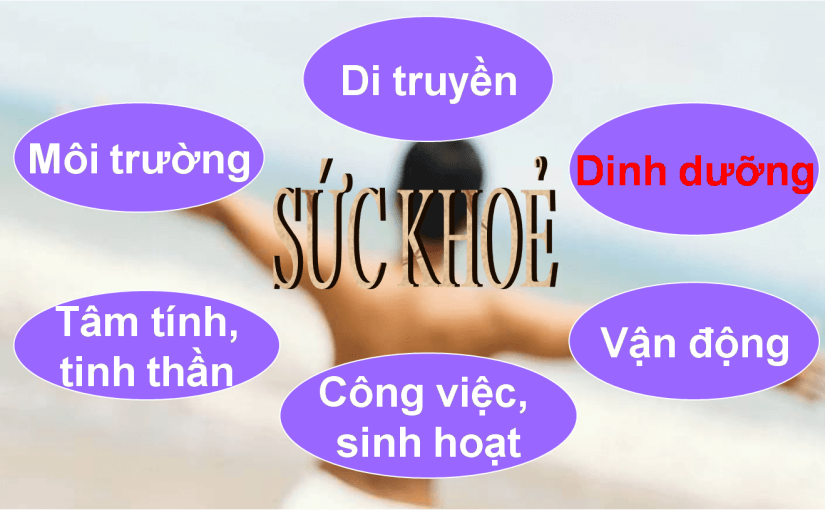 Di truyền
Môi trường
Dinh dưỡng
SỨC KHOẺ
Tâm tính,
tinh thần
Vận động
Công việc,
sinh hoạt